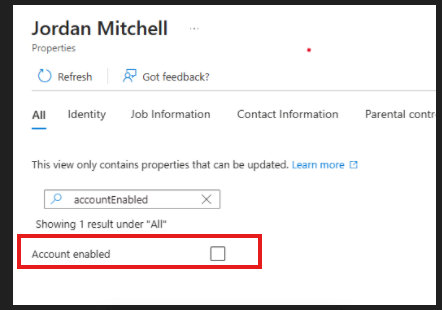 Jordan Mitchell ...
Properties
Refresh Got feedback?
All Identity Job Information Contact Information Parental contr
This view only contains properties that can be updated. Learn more
accountEnabled
Showing 1 result under "All"
Account enabled